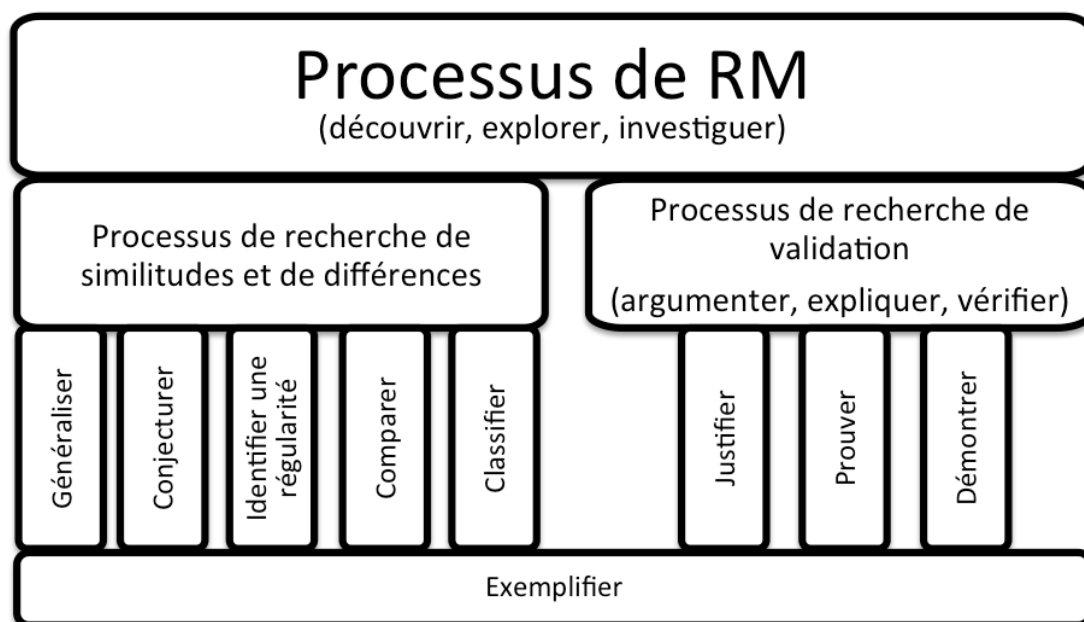 Processus de RM
(découvrir, explorer, investiguer)
Processus de recherche de
similitudes et de différences
Processus de recherche de
validation
(argumenter, expliquer, vérifier)
Généraliser
Conjecturer
Identifier une
régularité
Comparer
Classifier
Justifier
Prouver
Démontrer
Exemplifier